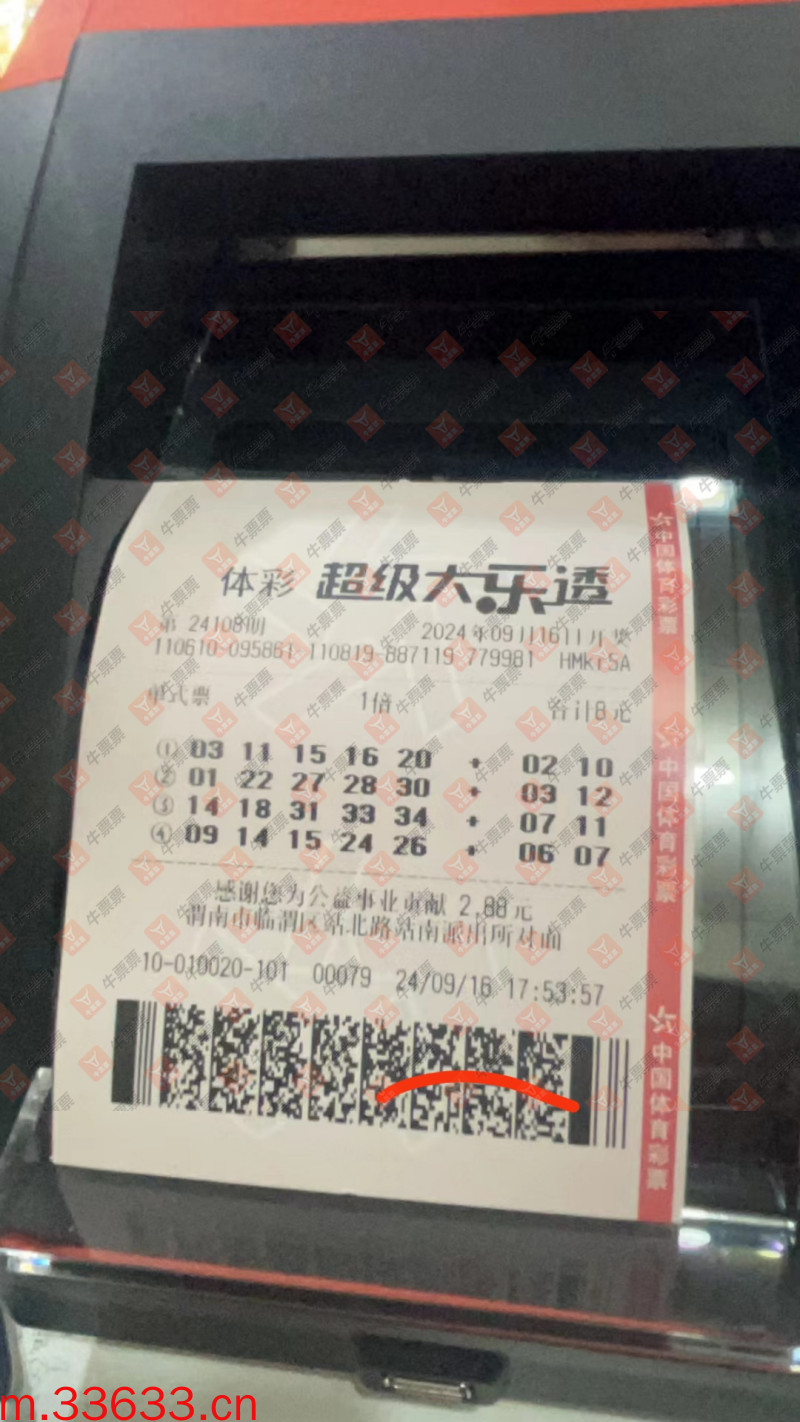 体彩 超级大乐透
第 24108期 2024年09月16日开奖
110610-095861-110819-887119-779981 HMkr5A
单式票 1倍 合计8元
① 03 11 15 16 20 + 02 10
② 01 22 27 28 30 + 03 12
③ 14 18 31 33 34 + 07 11
④ 09 14 15 24 26 + 06 07
感谢您为公益事业贡献 2.88元
渭南市临渭区站北路站南派出所对面
10-010020-101 00079 24/09/16 17:53:57
中国体育彩票
中国体育彩票
中国体育彩票
牛票票
m.33633.cn